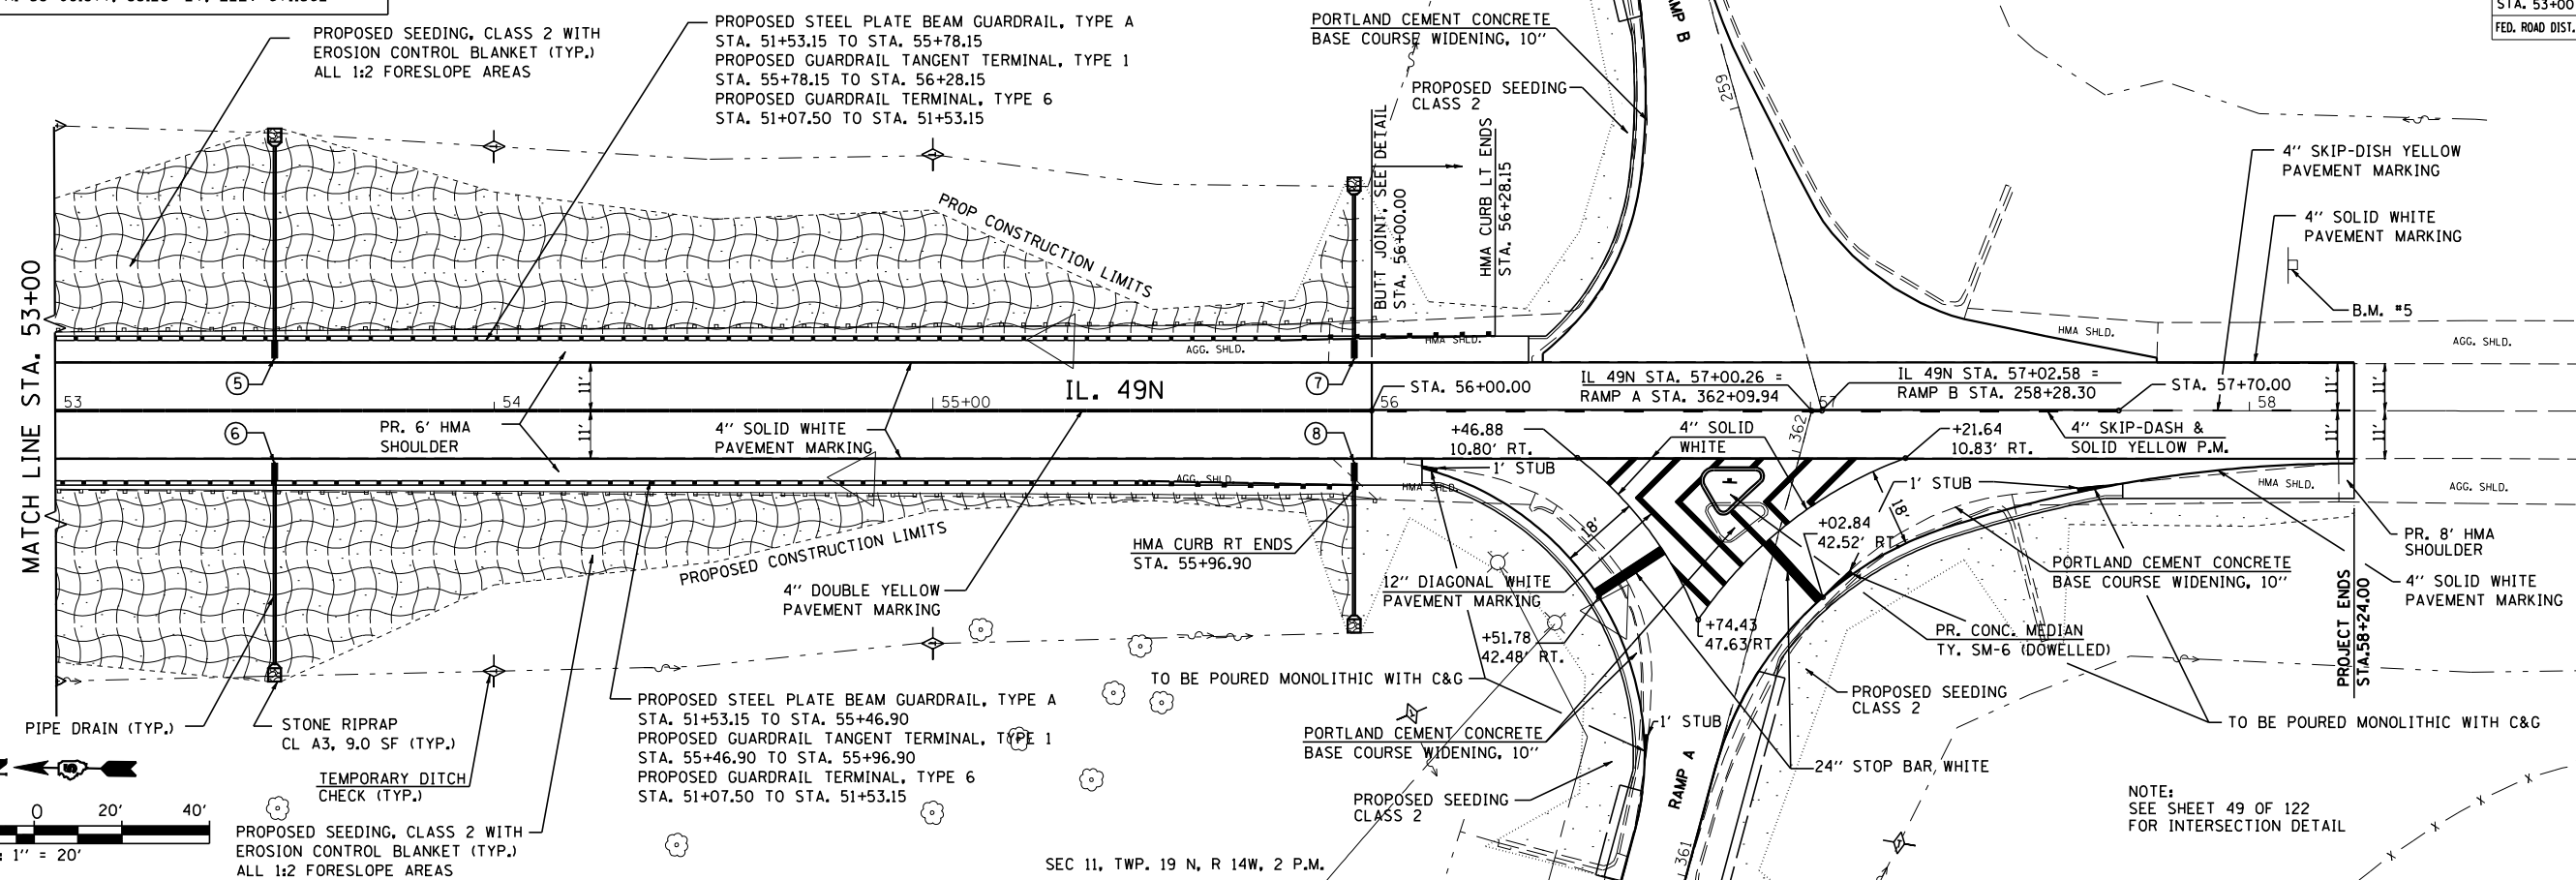 STA. 53+00
FED. ROAD DIST.
PROPOSED SEEDING, CLASS 2 WITH
EROSION CONTROL BLANKET (TYP.)
ALL 1:2 FORESLOPE AREAS
PROPOSED STEEL PLATE BEAM GUARDRAIL, TYPE A
STA. 51+53.15 TO STA. 55+78.15
PROPOSED GUARDRAIL TANGENT TERMINAL, TYPE 1
STA. 55+78.15 TO STA. 56+28.15
PROPOSED GUARDRAIL TERMINAL, TYPE 6
STA. 51+07.50 TO STA. 51+53.15
PORTLAND CEMENT CONCRETE
BASE COURSE WIDENING, 10''
PROPOSED SEEDING
CLASS 2
BUTT JOINT, SEE DETAIL
STA. 56+00.00
HMA CURB LT ENDS
STA. 56+28.15
MP B
259
4'' SKIP-DISH YELLOW
PAVEMENT MARKING
4'' SOLID WHITE
PAVEMENT MARKING
B.M. #5
PROP CONSTRUCTION LIMITS
MATCH LINE STA. 53+00
AGG. SHLD.
HMA SHLD.
HMA SHLD.
AGG. SHLD.
5
7
11'
IL. 49N
STA. 56+00.00
IL 49N STA. 57+00.26 =
RAMP A STA. 362+09.94
IL 49N STA. 57+02.58 =
RAMP B STA. 258+28.30
STA. 57+70.00
11'
11'
53
54
55+00
56
57
58
6
8
PR. 6' HMA
SHOULDER
11'
4'' SOLID WHITE
PAVEMENT MARKING
+46.88
10.80' RT.
4'' SOLID
WHITE
362
+21.64
10.83' RT.
4'' SKIP-DASH &
SOLID YELLOW P.M.
11'
11'
1' STUB
AGG. SHLD.
HMA SHLD.
1' STUB
HMA SHLD.
AGG. SHLD.
18'
18'
+02.84
42.52' RT.
PROPOSED CONSTRUCTION LIMITS
HMA CURB RT ENDS
STA. 55+96.90
PR. 8' HMA
SHOULDER
PORTLAND CEMENT CONCRETE
BASE COURSE WIDENING, 10''
4'' DOUBLE YELLOW
PAVEMENT MARKING
12'' DIAGONAL WHITE
PAVEMENT MARKING
4'' SOLID WHITE
PAVEMENT MARKING
PROJECT ENDS
STA.58+24.00
+51.78
42.48' RT.
+74.43
47.63'RT
PR. CONC. MEDIAN
TY. SM-6 (DOWELLED)
TO BE POURED MONOLITHIC WITH C&G
PROPOSED SEEDING
CLASS 2
PIPE DRAIN (TYP.)
STONE RIPRAP
CL A3, 9.0 SF (TYP.)
PROPOSED STEEL PLATE BEAM GUARDRAIL, TYPE A
STA. 51+53.15 TO STA. 55+46.90
PROPOSED GUARDRAIL TANGENT TERMINAL, TYPE 1
STA. 55+46.90 TO STA. 55+96.90
PROPOSED GUARDRAIL TERMINAL, TYPE 6
STA. 51+07.50 TO STA. 51+53.15
PORTLAND CEMENT CONCRETE
BASE COURSE WIDENING, 10''
1' STUB
TO BE POURED MONOLITHIC WITH C&G
24'' STOP BAR, WHITE
RAMP A
TEMPORARY DITCH
CHECK (TYP.)
PROPOSED SEEDING
CLASS 2
NOTE:
SEE SHEET 49 OF 122
FOR INTERSECTION DETAIL
0 20' 40'
: 1'' = 20'
PROPOSED SEEDING, CLASS 2 WITH
EROSION CONTROL BLANKET (TYP.)
ALL 1:2 FORESLOPE AREAS
SEC 11, TWP. 19 N, R 14W, 2 P.M.
361